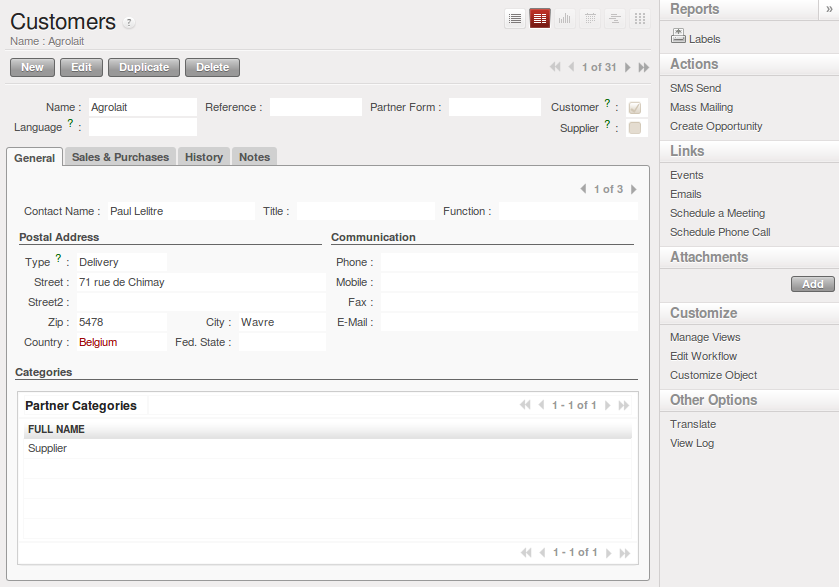 Customers ?
Name : Agrolait
New Edit Duplicate Delete 1 of 31
Name : Agrolait Reference : Partner Form : Customer ? :
Language ? : Supplier ? :
General Sales & Purchases History Notes
1 of 3
Contact Name : Paul Lelitre Title : Function :
Postal Address Communication
Type ? : Delivery Phone :
Street : 71 rue de Chimay Mobile :
Street2 : Fax :
Zip : 5478 City : Wavre E-Mail :
Country : Belgium Fed. State :
Categories
Partner Categories 1 - 1 of 1
FULL NAME
Supplier
1 - 1 of 1
Reports »
Labels
Actions
SMS Send
Mass Mailing
Create Opportunity
Links
Events
Emails
Schedule a Meeting
Schedule Phone Call
Attachments
Add
Customize
Manage Views
Edit Workflow
Customize Object
Other Options
Translate
View Log